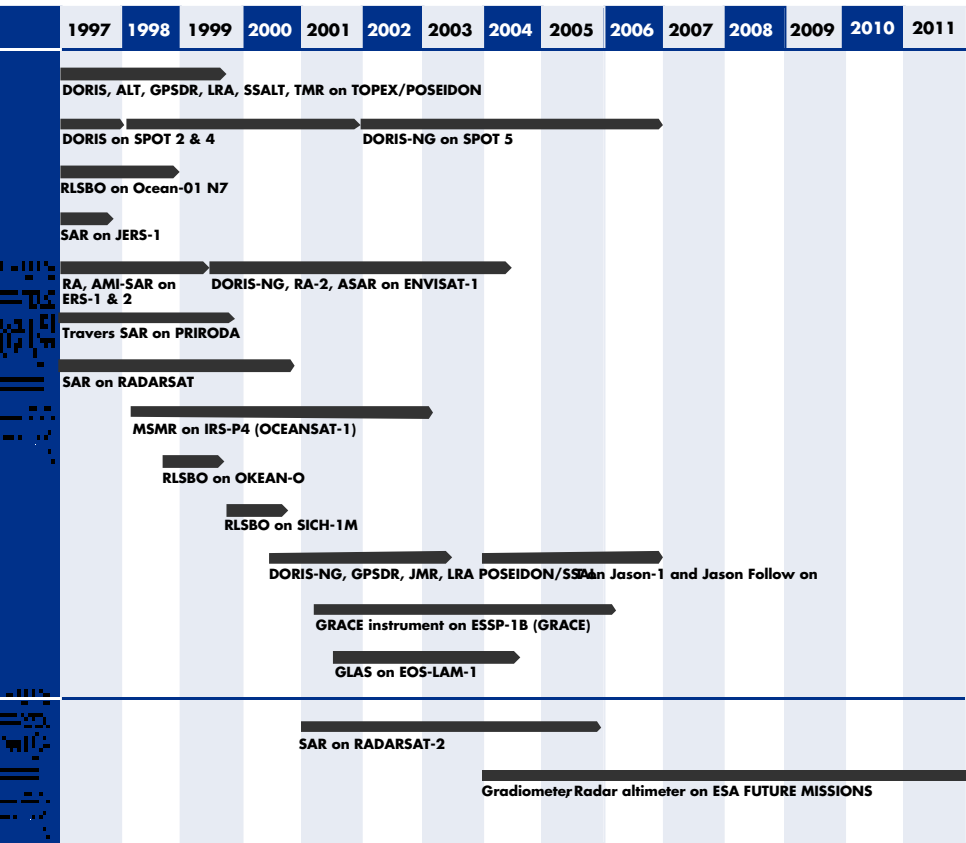 1997 1998 1999 2000 2001 2002 2003 2004 2005 2006 2007 2008 2009 2010 2011
DORIS, ALT, GPSDR, LRA, SSALT, TMR on TOPEX/POSEIDON
DORIS on SPOT 2 & 4 DORIS-NG on SPOT 5
RLSBO on Ocean-01 N7
SAR on JERS-1
RA, AMI-SAR on DORIS-NG, RA-2, ASAR on ENVISAT-1
ERS-1 & 2
Travers SAR on PRIRODA
SAR on RADARSAT
MSMR on IRS-P4 (OCEANSAT-1)
RLSBO on OKEAN-O
RLSBO on SICH-1M
DORIS-NG, GPSDR, JMR, LRA POSEIDON/SSALT on Jason-1 and Jason Follow on
GRACE instrument on ESSP-1B (GRACE)
GLAS on EOS-LAM-1
SAR on RADARSAT-2
Gradiometer Radar altimeter on ESA FUTURE MISSIONS